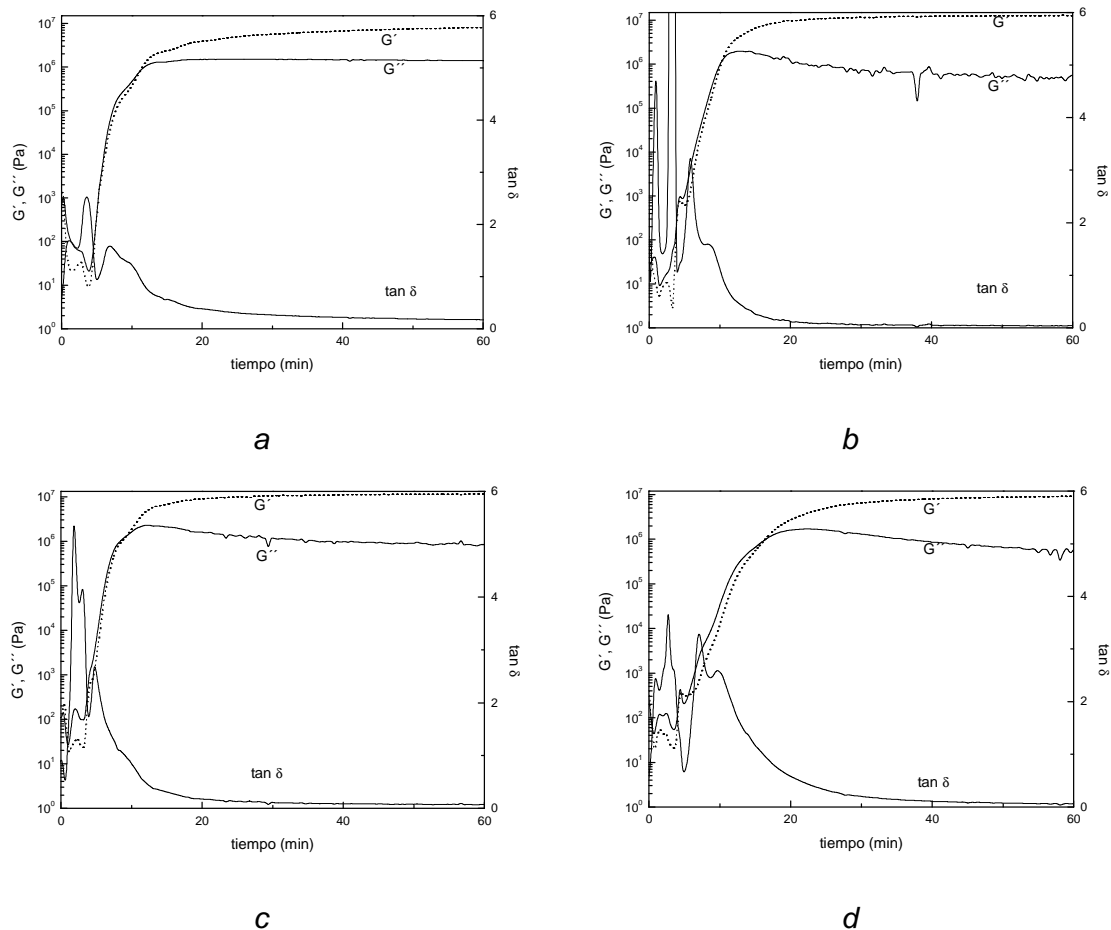 10⁷
10⁶
10⁵
10⁴
10³
10²
10¹
10⁰
G´, G´´ (Pa)
G´
G´´
tan δ
6
4
2
0
tan δ
0 20 40 60
tiempo (min)
a
10⁷
10⁶
10⁵
10⁴
10³
10²
10¹
10⁰
G´, G´´ (Pa)
G´
G´´
tan δ
6
4
2
0
tan δ
0 20 40 60
tiempo (min)
b
10⁷
10⁶
10⁵
10⁴
10³
10²
10¹
10⁰
G´, G´´ (Pa)
G´
G´´
tan δ
6
4
2
0
tan δ
0 20 40 60
tiempo (min)
c
10⁷
10⁶
10⁵
10⁴
10³
10²
10¹
10⁰
G´, G´´ (Pa)
G´
G´´
tan δ
6
4
2
0
tan δ
0 20 40 60
tiempo (min)
d